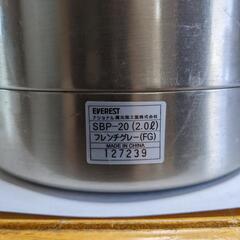 EVEREST
ナショナル魔法瓶工業株式会社
SBP-20 (2.0ℓ)
フレンチグレー(FG)
MADE IN CHINA
127239